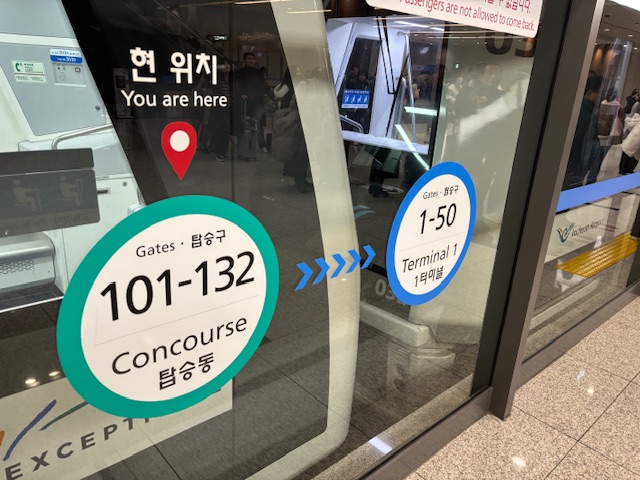 Passengers are not allowed to come back.
현 위치
You are here
Gates · 탑승구
101-132
Concourse
탑승동
Gates · 탑승구
1-50
Terminal 1
1터미널
EXCEPTI